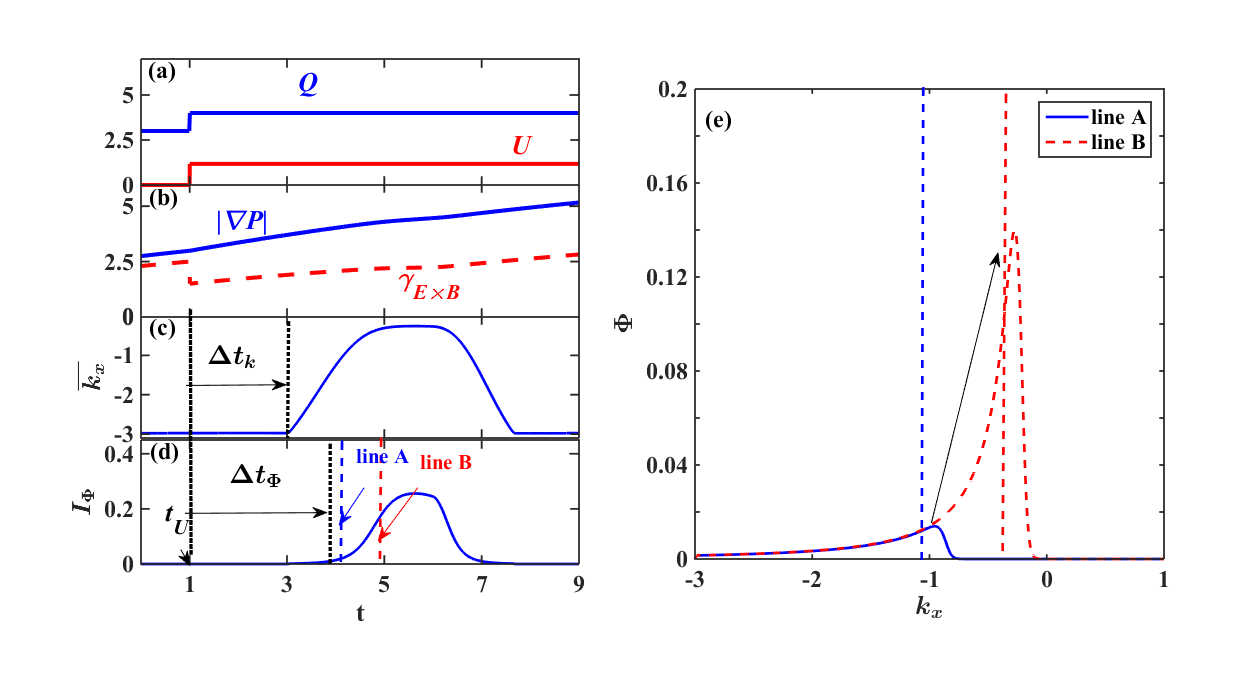 (a)
Q
U
5
2.5
0
(b)
|∇P|
γE×B
5
2.5
0
(c)
Δtk
-1
-2
-3
kx
(d)
line A
line B
ΔtΦ
tU
0.4
0.2
0
IΦ
1 3 5 7 9
t
(e)
line A
line B
0.2
0.16
0.12
0.08
0.04
0
Φ
-3 -2 -1 0 1
kx